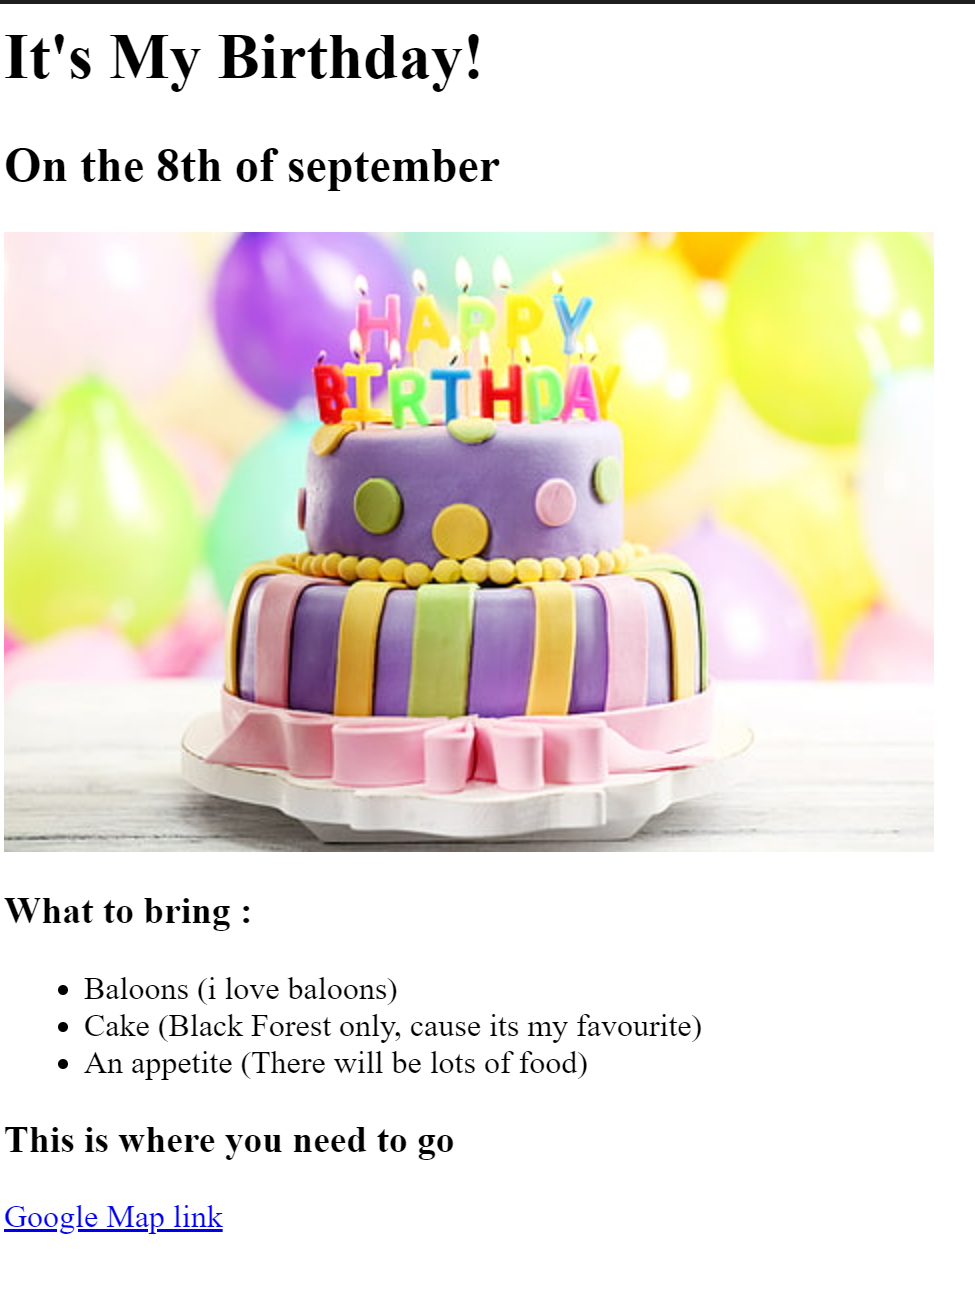 It's My Birthday!
On the 8th of september
HAPPY
BIRTHDAY
What to bring :
Baloons (i love baloons)
Cake (Black Forest only, cause its my favourite)
An appetite (There will be lots of food)
This is where you need to go
Google Map link